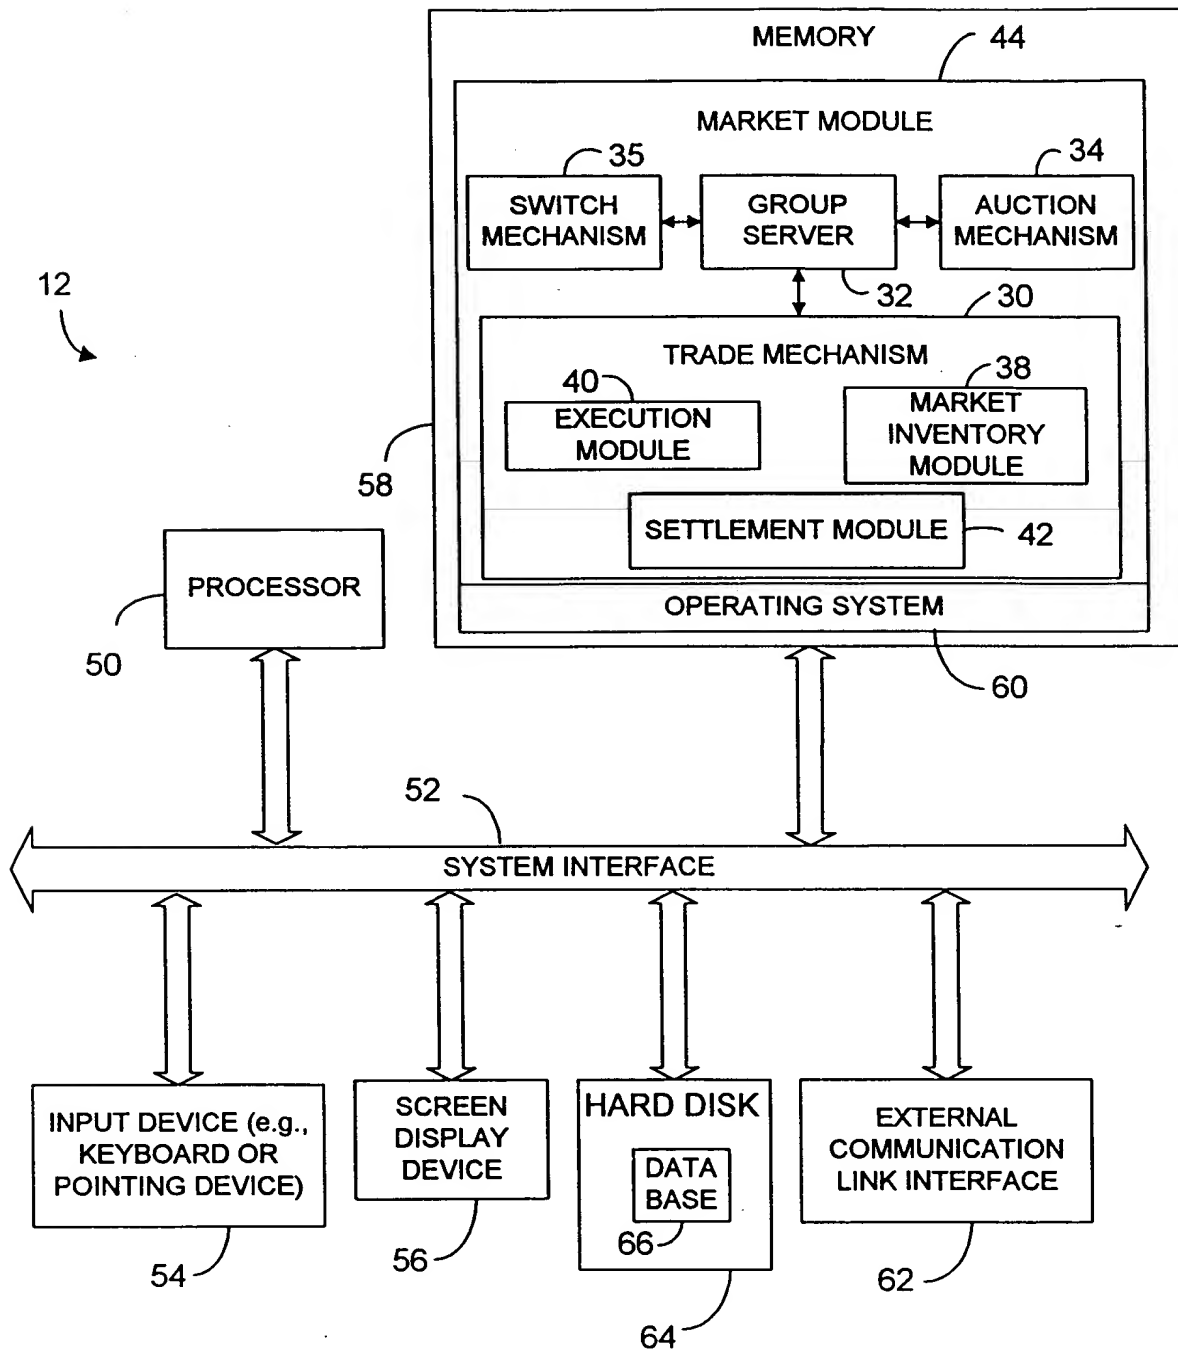 MEMORY
44
MARKET MODULE
35
34
SWITCH
MECHANISM
GROUP
SERVER
AUCTION
MECHANISM
12
32
30
TRADE MECHANISM
40
38
EXECUTION
MODULE
MARKET
INVENTORY
MODULE
58
SETTLEMENT MODULE
42
PROCESSOR
OPERATING SYSTEM
50
60
52
SYSTEM INTERFACE
INPUT DEVICE (e.g.,
KEYBOARD OR
POINTING DEVICE)
SCREEN
DISPLAY
DEVICE
HARD DISK
DATA
BASE
EXTERNAL
COMMUNICATION
LINK INTERFACE
66
54
56
62
64